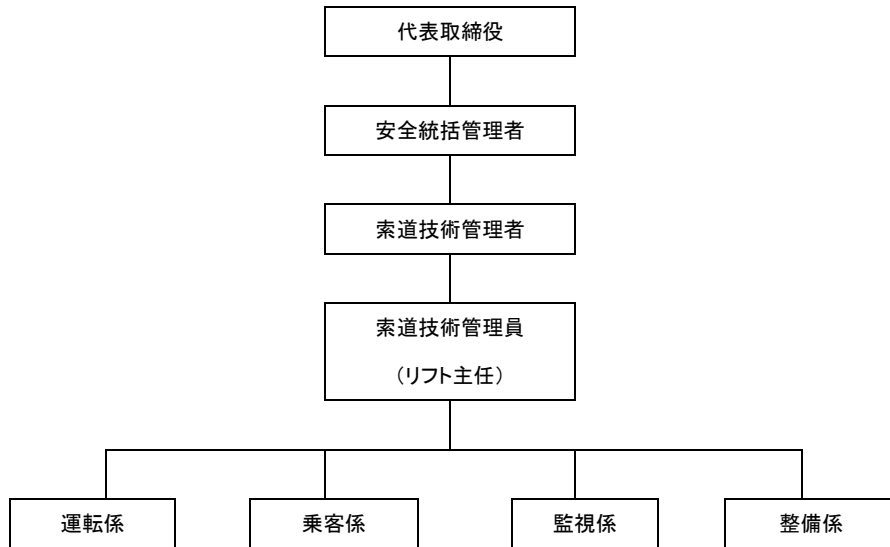 代表取締役
安全統括管理者
索道技術管理者
索道技術管理員
（リフト主任）
運転係
乗客係
監視係
整備係